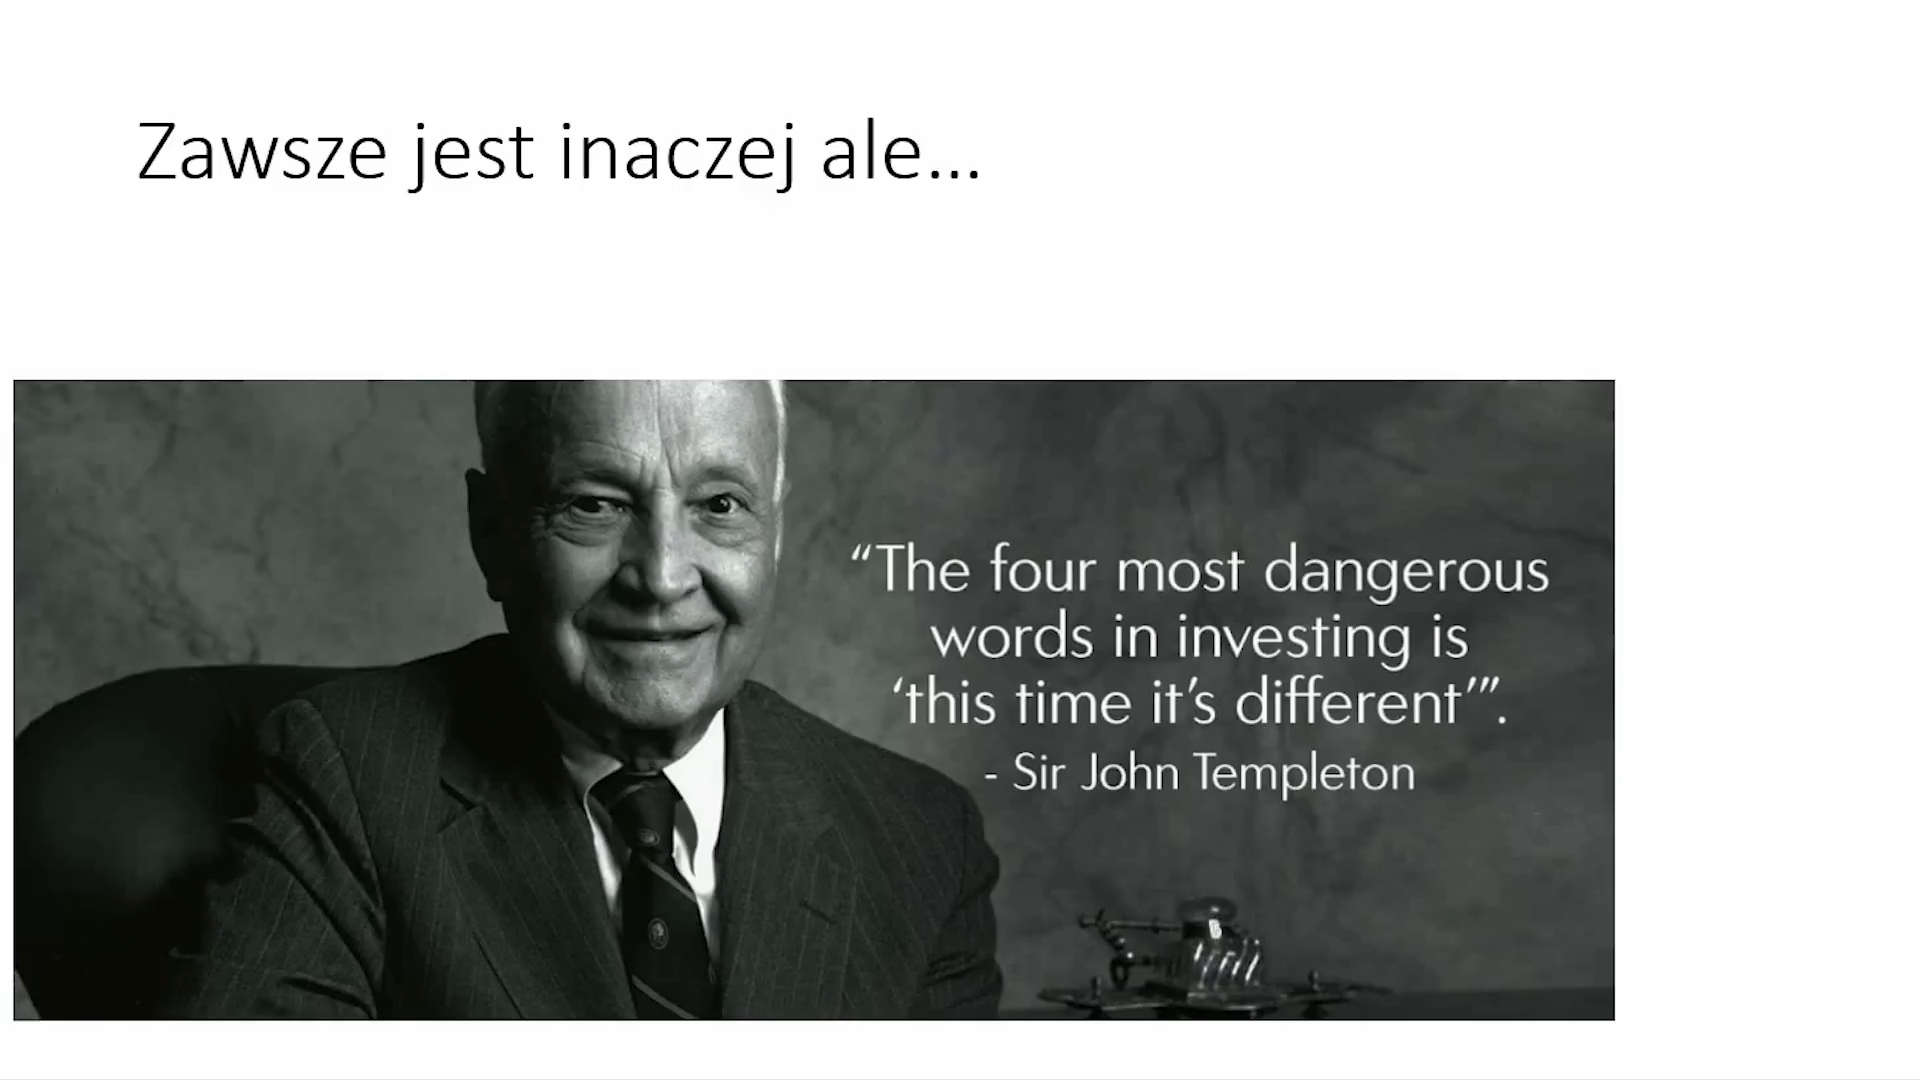 Zawsze jest inaczej ale...
“The four most dangerous
words in investing is
‘this time it’s different’”.
- Sir John Templeton